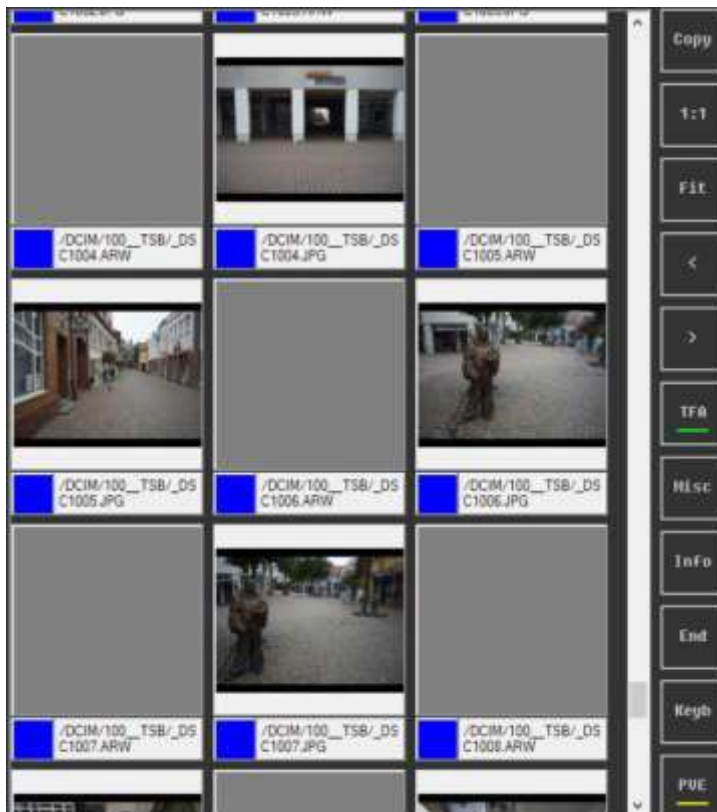 /DCIM/100__TSB/_DS
C1004.ARW
/DCIM/100__TSB/_DS
C1004.JPG
/DCIM/100__TSB/_DS
C1005.ARW
/DCIM/100__TSB/_DS
C1005.JPG
/DCIM/100__TSB/_DS
C1006.ARW
/DCIM/100__TSB/_DS
C1006.JPG
/DCIM/100__TSB/_DS
C1007.ARW
/DCIM/100__TSB/_DS
C1007.JPG
/DCIM/100__TSB/_DS
C1008.ARW
Copy
1:1
Fit
<
>
TFA
Misc
Info
End
Keyb
PVE